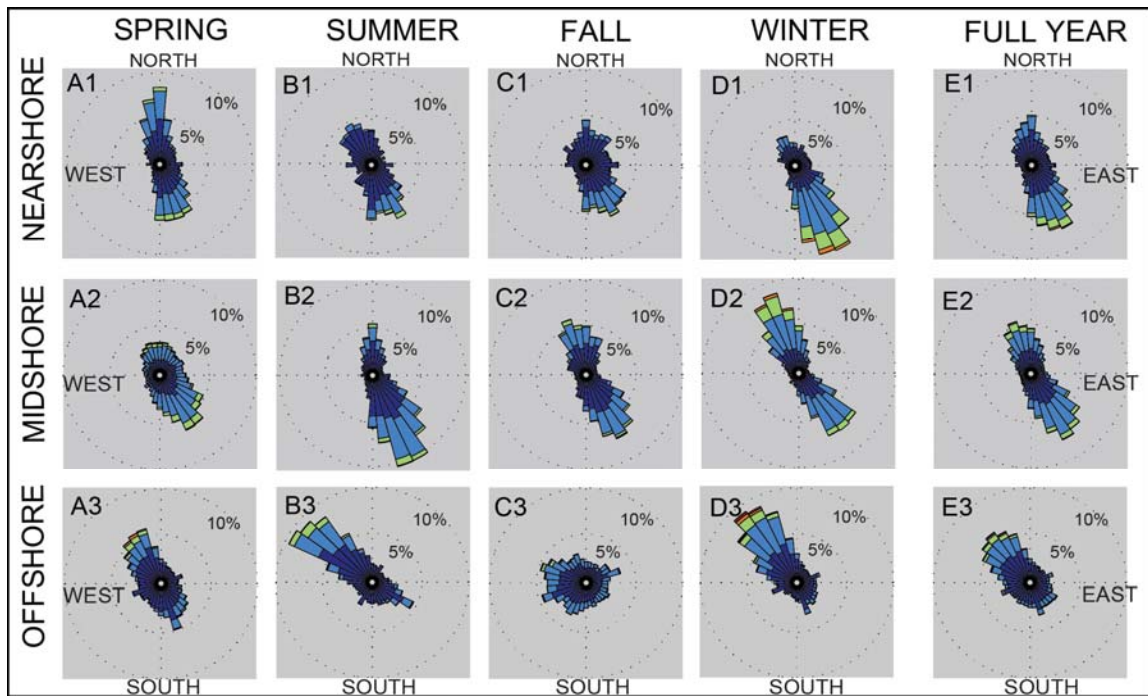 SPRING SUMMER FALL WINTER FULL YEAR
NORTH NORTH NORTH NORTH NORTH
NEARSHORE
A1 B1 C1 D1 E1
10% 10% 10% 10% 10%
5% 5% 5% 5% 5%
WEST EAST
MIDSHORE
A2 B2 C2 D2 E2
10% 10% 10% 10% 10%
5% 5% 5% 5% 5%
WEST EAST
OFFSHORE
A3 B3 C3 D3 E3
10% 10% 10% 10% 10%
5% 5% 5% 5% 5%
WEST EAST
SOUTH SOUTH SOUTH SOUTH SOUTH